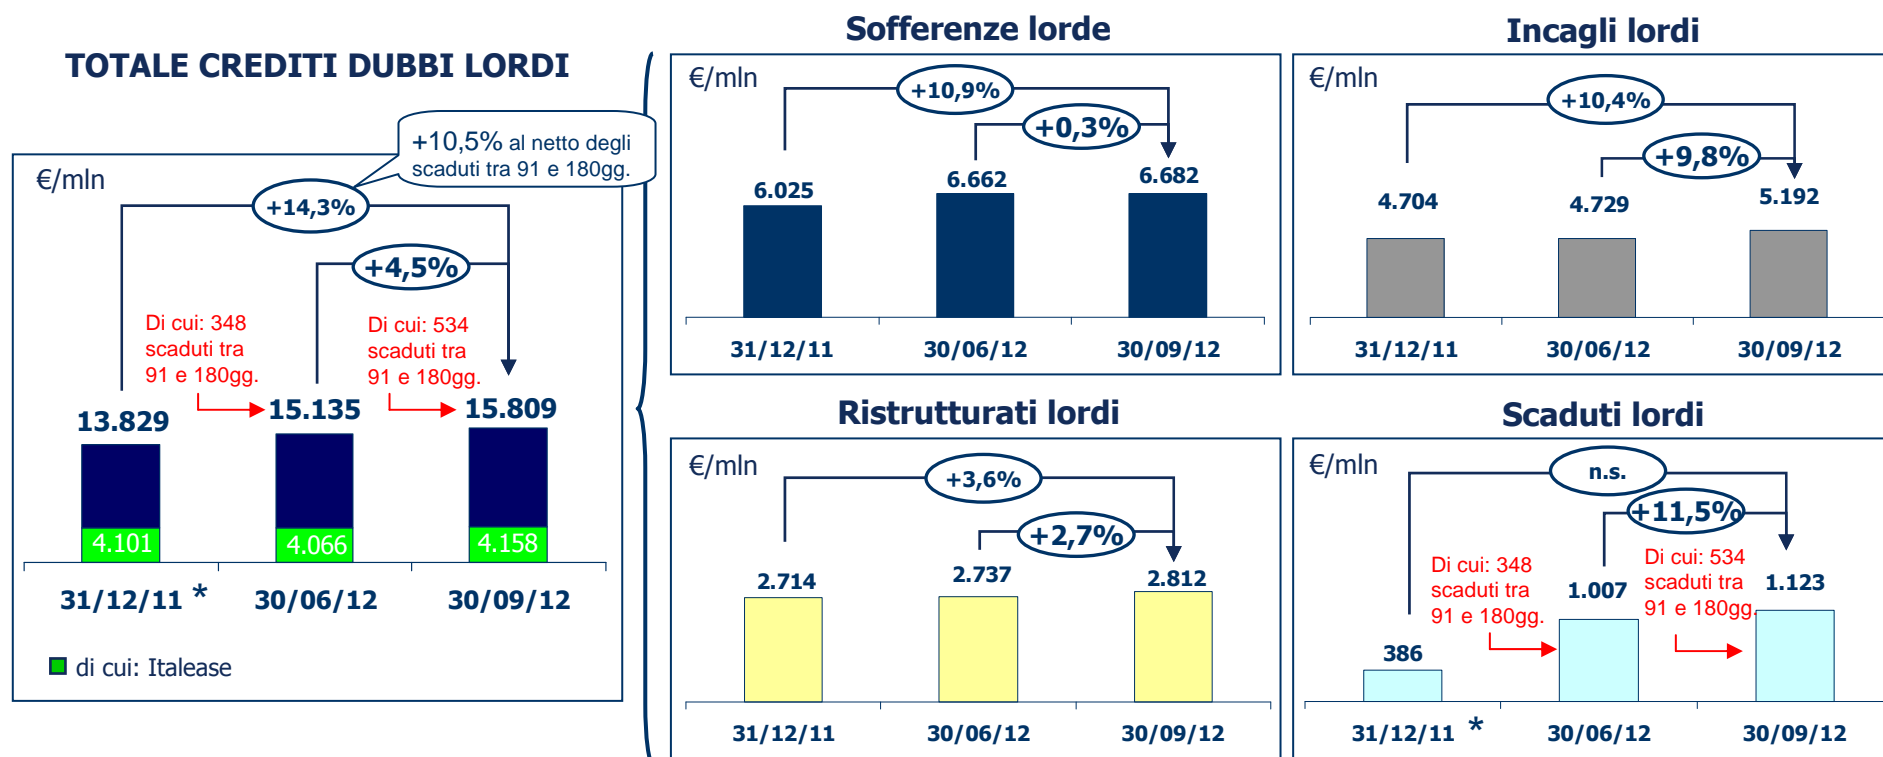 TOTALE CREDITI DUBBI LORDI
+10,5% al netto degli
scaduti tra 91 e 180gg.
€/mln
+14,3%
+4,5%
Di cui: 348
scaduti tra
91 e 180gg.
Di cui: 534
scaduti tra
91 e 180gg.
13.829
15.135
15.809
4.101
4.066
4.158
31/12/11 *
30/06/12
30/09/12
di cui: Italease
Sofferenze lorde
€/mln
+10,9%
+0,3%
6.025
6.662
6.682
31/12/11
30/06/12
30/09/12
Incagli lordi
€/mln
+10,4%
+9,8%
4.704
4.729
5.192
31/12/11
30/06/12
30/09/12
Ristrutturati lordi
€/mln
+3,6%
+2,7%
2.714
2.737
2.812
31/12/11
30/06/12
30/09/12
Scaduti lordi
€/mln
n.s.
+11,5%
Di cui: 348
scaduti tra
91 e 180gg.
Di cui: 534
scaduti tra
91 e 180gg.
386
1.007
1.123
31/12/11 *
30/06/12
30/09/12